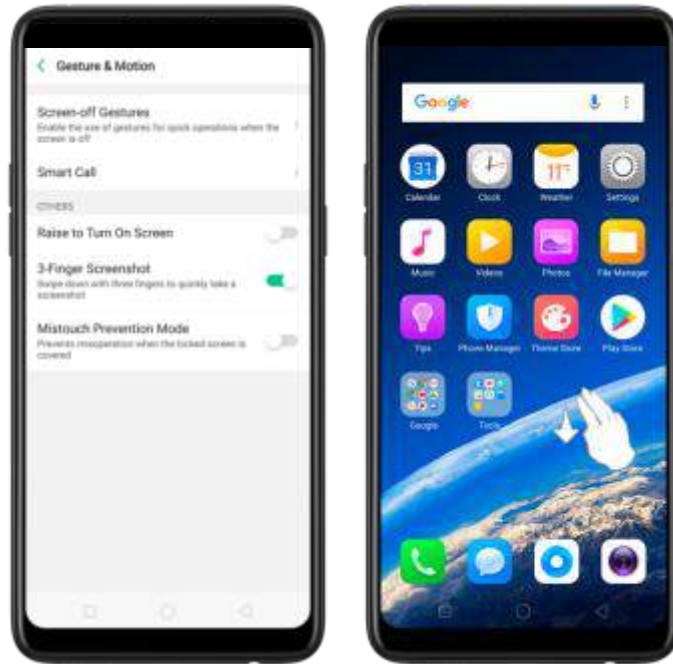 Gesture & Motion
Screen-off Gestures
Enable the use of gestures for quick operations when the
screen is off
Smart Call
OTHERS
Raise to Turn On Screen
3-Finger Screenshot
Swipe down with three fingers to quickly take a
screenshot
Mistouch Prevention Mode
Prevents misoperation when the locked screen is
covered
Google
31 11°
Calendar Clock Weather Settings
Music Videos Photos File Manager
Tips Phone Manager Theme Store Play Store
Google Tools